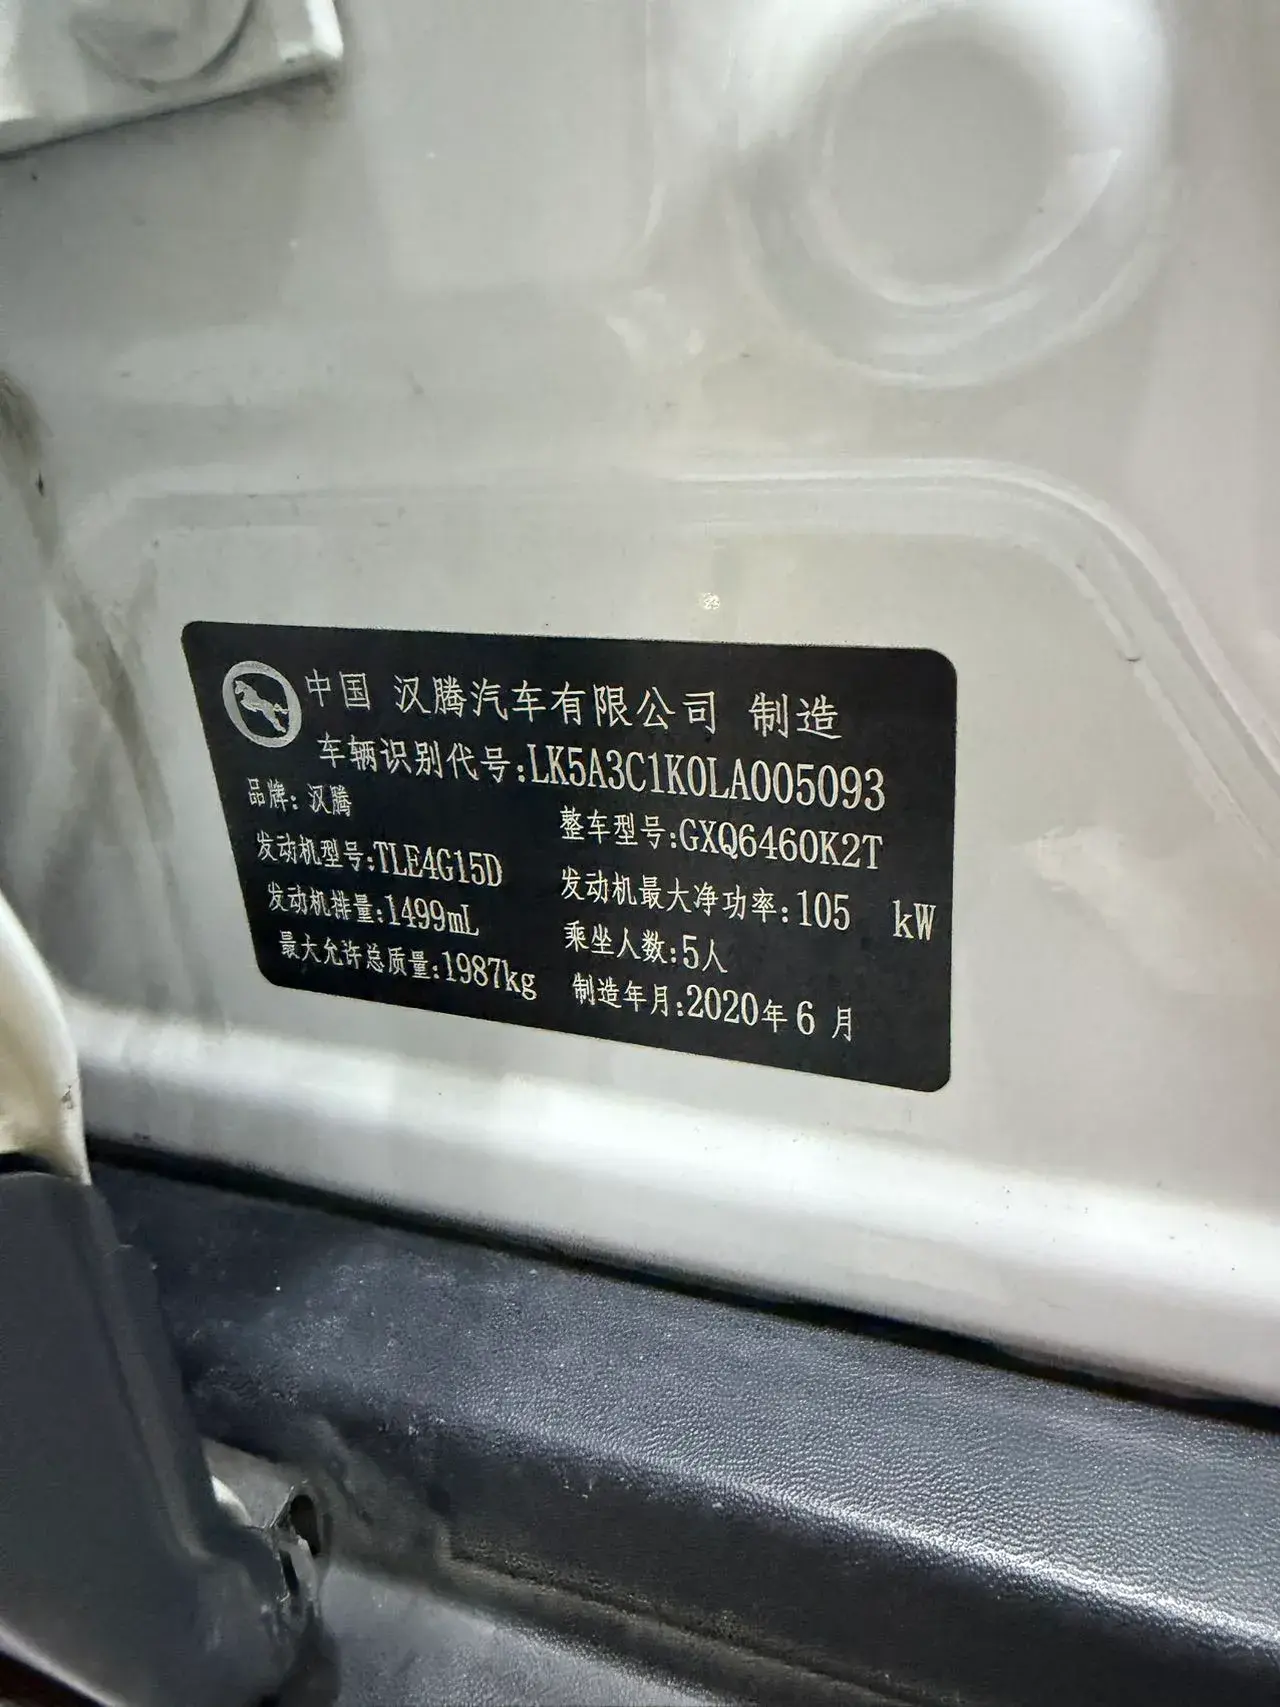 中国 汉腾汽车有限公司 制造
车辆识别代号:LK5A3C1K0LA005093
品牌: 汉腾
整车型号:GXQ6460K2T
发动机型号:TLE4G15D
发动机最大净功率:105 kW
发动机排量:1499mL
乘坐人数:5人
最大允许总质量:1987kg
制造年月:2020年6月